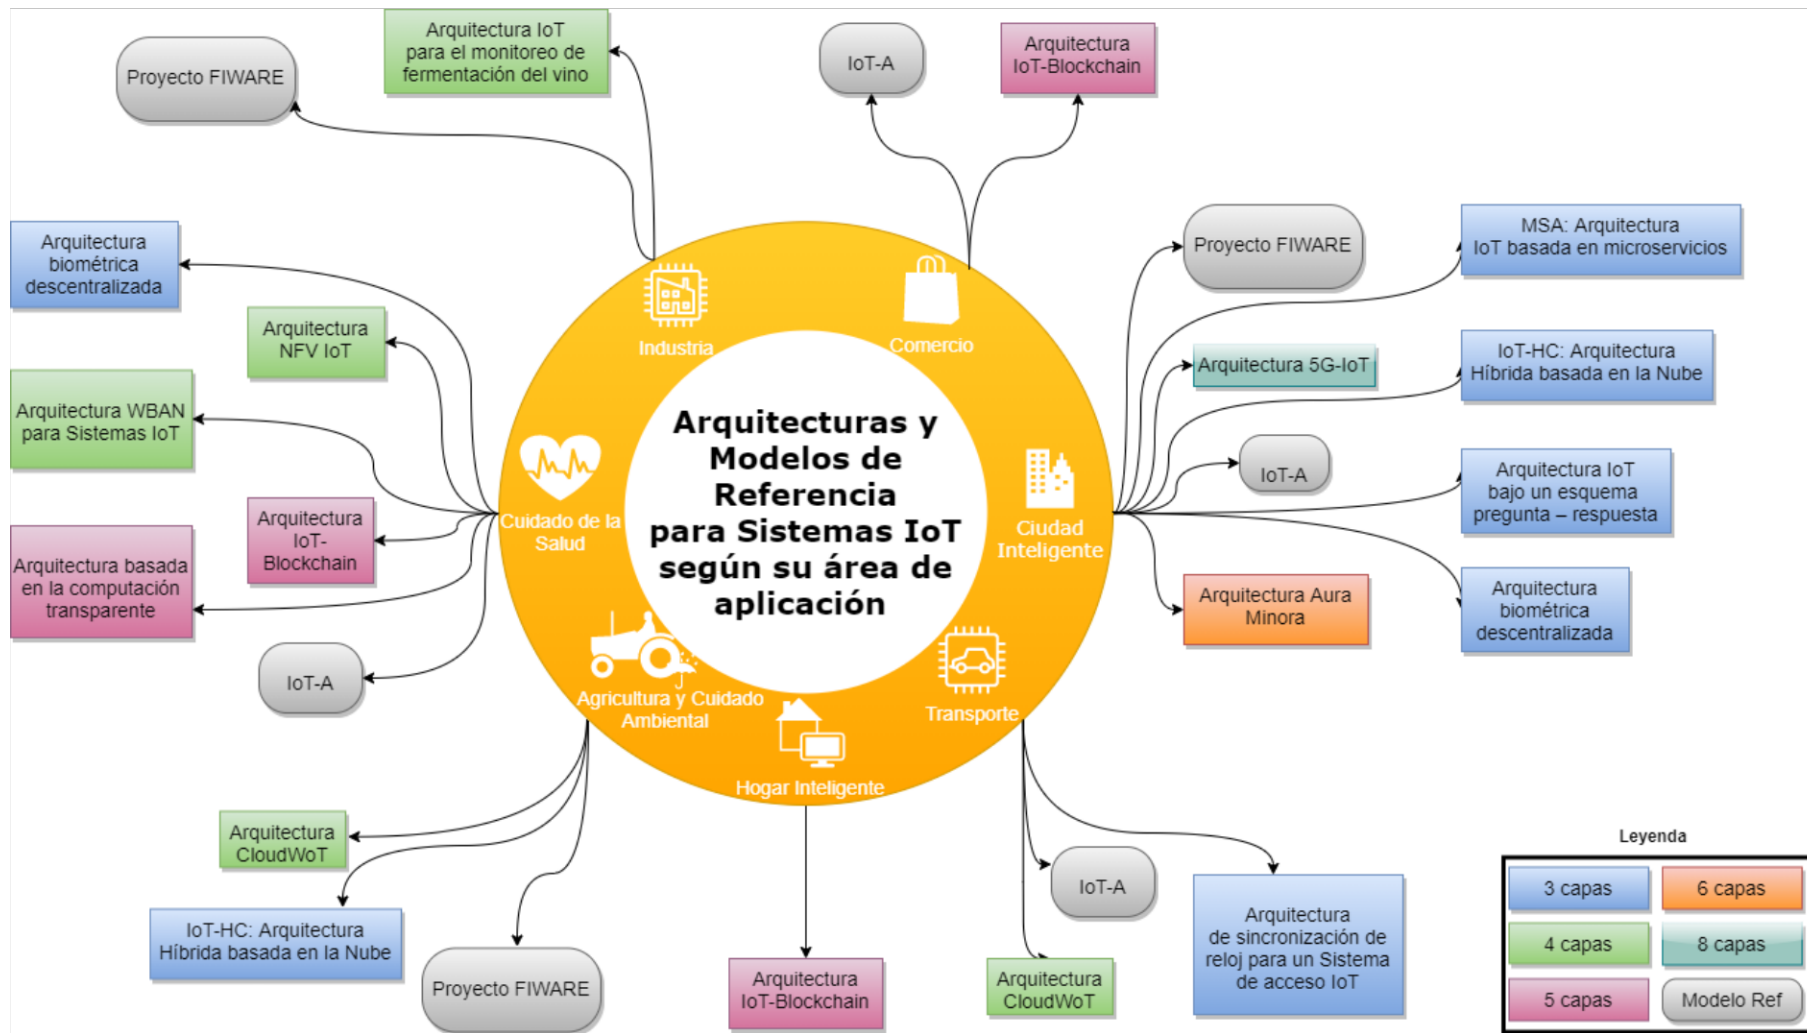 Arquitectura IoT
para el monitoreo de
fermentación del vino
Proyecto FIWARE
IoT-A
Arquitectura
IoT-Blockchain
Arquitectura
biométrica
descentralizada
Arquitectura
NFV IoT
Arquitectura WBAN
para Sistemas IoT
Arquitectura
IoT-
Blockchain
Arquitectura basada
en la computación
transparente
IoT-A
Industria
Comercio
Cuidado de la
Salud
Ciudad
Inteligente
Agricultura y Cuidado
Ambiental
Transporte
Hogar Inteligente
Arquitecturas y
Modelos de
Referencia
para Sistemas IoT
según su área de
aplicación
Proyecto FIWARE
MSA: Arquitectura
IoT basada en microservicios
Arquitectura 5G-IoT
IoT-HC: Arquitectura
Híbrida basada en la Nube
IoT-A
Arquitectura IoT
bajo un esquema
pregunta – respuesta
Arquitectura Aura
Minora
Arquitectura
biométrica
descentralizada
Arquitectura
CloudWoT
IoT-HC: Arquitectura
Híbrida basada en la Nube
Proyecto FIWARE
Arquitectura
IoT-Blockchain
IoT-A
Arquitectura
CloudWoT
Arquitectura
de sincronización de
reloj para un Sistema
de acceso IoT
Leyenda
3 capas
6 capas
4 capas
8 capas
5 capas
Modelo Ref